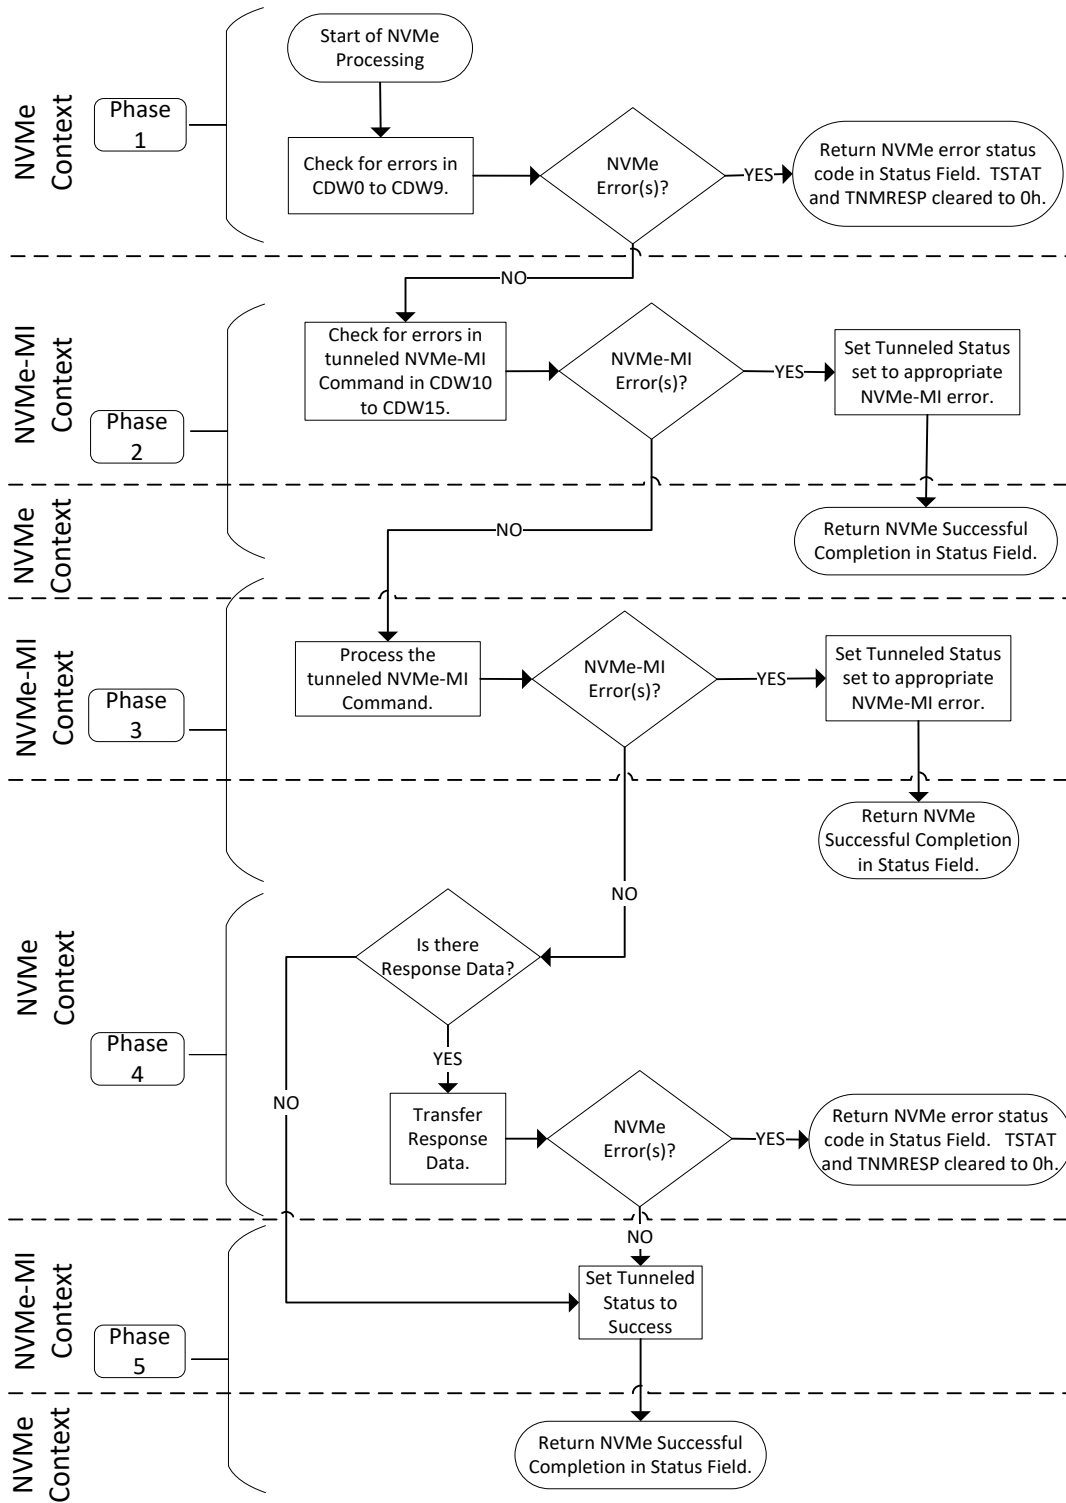 NVMe
Context
Phase
1
Start of NVMe
Processing
Check for errors in
CDW0 to CDW9.
NVMe
Error(s)?
YES
Return NVMe error status
code in Status Field.  TSTAT
and TNMRESP cleared to 0h.
NO
NVMe-MI
Context
Phase
2
Check for errors in
tunneled NVMe-MI
Command in CDW10
to CDW15.
NVMe-MI
Error(s)?
YES
Set Tunneled Status
set to appropriate
NVMe-MI error.
NVMe
Context
NO
Return NVMe Successful
Completion in Status Field.
NVMe-MI
Context
Phase
3
Process the
tunneled NVMe-MI
Command.
NVMe-MI
Error(s)?
YES
Set Tunneled Status
set to appropriate
NVMe-MI error.
Return NVMe
Successful Completion
in Status Field.
NO
NVMe
Context
Phase
4
Is there
Response Data?
YES
NO
Transfer
Response
Data.
NVMe
Error(s)?
YES
Return NVMe error status
code in Status Field.   TSTAT
and TNMRESP cleared to 0h.
NO
NVMe-MI
Context
Phase
5
Set Tunneled
Status to
Success
NVMe
Context
Return NVMe Successful
Completion in Status Field.